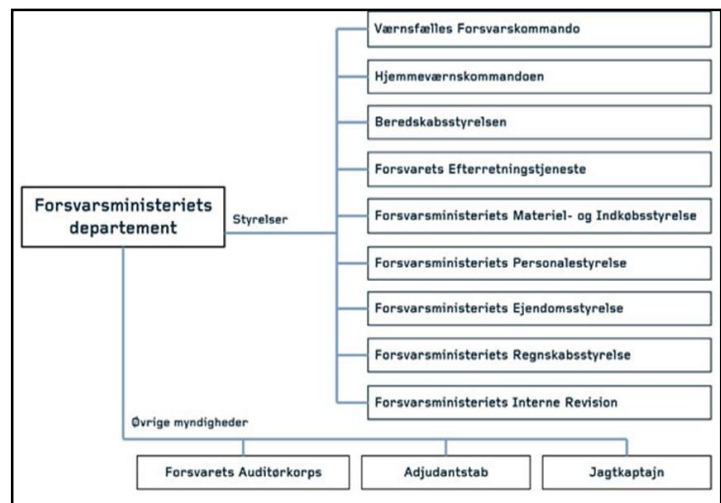 Værnsfælles Forsvarskommando
Hjemmeværnskommandoen
Beredskabsstyrelsen
Forsvarets Efterretningstjeneste
Forsvarsministeriets
departement
Styrelser
Forsvarsministeriets Materiel- og Indkøbsstyrelse
Forsvarsministeriets Personalestyrelse
Forsvarsministeriets Ejendomsstyrelse
Forsvarsministeriets Regnskabsstyrelse
Forsvarsministeriets Interne Revision
Øvrige myndigheder
Forsvarets Auditørkorps
Adjudantstab
Jagtkaptajn